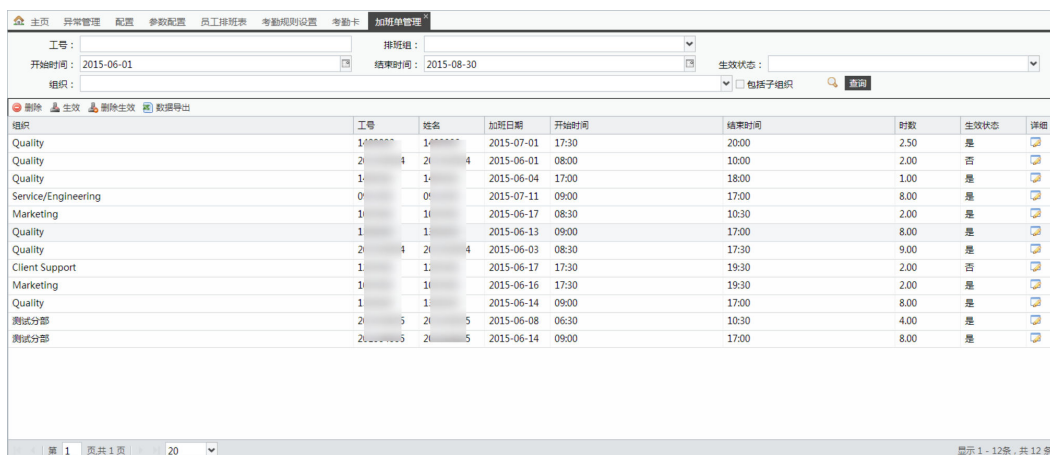 主页 异常管理 配置 参数配置 员工排班表 考勤规则设置 考勤卡 加班单管理
工号： 排班组：
开始时间： 2015-06-01 结束时间： 2015-08-30 生效状态：
组织： 包括子组织 查询
删除 生效 删除生效 数据导出
组织 工号 姓名 加班日期 开始时间 结束时间 时数 生效状态 详细
Quality 2015-07-01 17:30 20:00 2.50 是
Quality 2015-06-01 08:00 10:00 2.00 否
Quality 2015-06-04 17:00 18:00 1.00 是
Service/Engineering 2015-07-11 09:00 17:00 8.00 是
Marketing 2015-06-17 08:30 10:30 2.00 是
Quality 2015-06-13 09:00 17:00 8.00 是
Quality 2015-06-03 08:30 17:30 9.00 是
Client Support 2015-06-17 17:30 19:30 2.00 否
Marketing 2015-06-16 17:30 19:30 2.00 是
Quality 2015-06-14 09:00 17:00 8.00 是
测试分部 2015-06-08 06:30 10:30 4.00 是
测试分部 2015-06-14 09:00 17:00 8.00 是
第 1 页,共 1 页 20 显示 1 - 12条，共 12 条